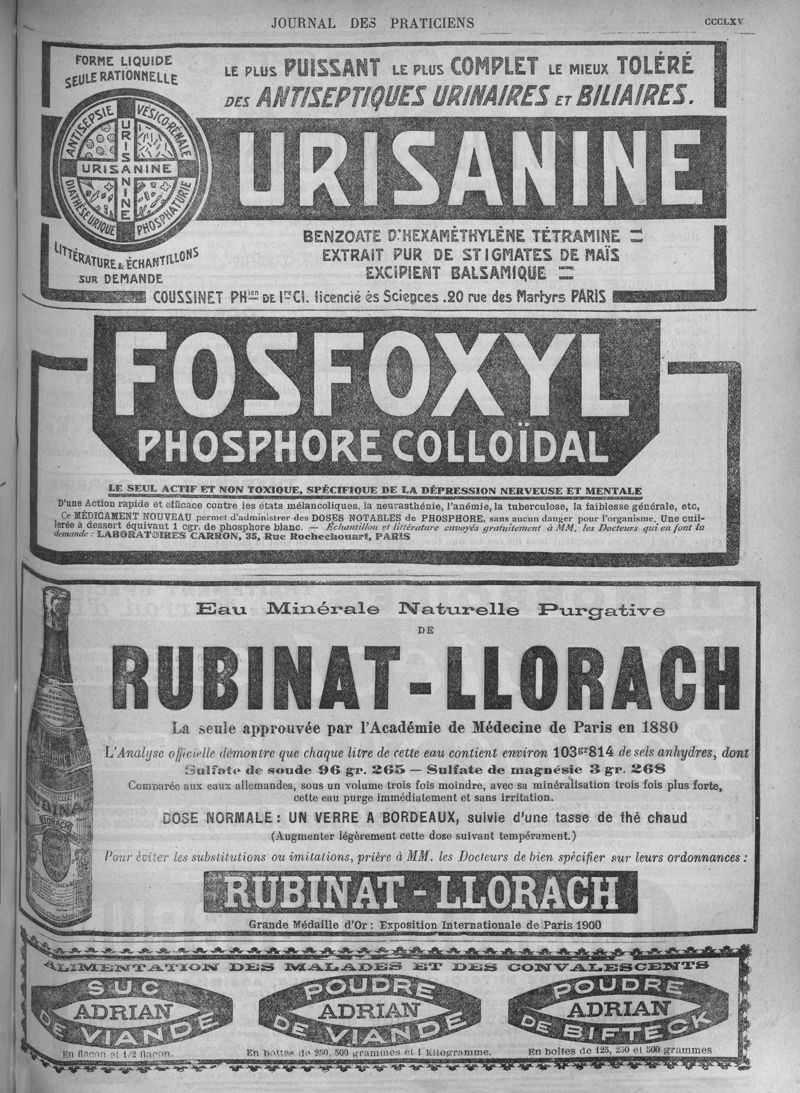 JOURNAL DES PRATICIENS
CCCLXV
FORME LIQUIDE
SEULE RATIONNELLE
LE PLUS PUISSANT LE PLUS COMPLET LE MIEUX TOLÉRÉ
DES ANTISEPTIQUES URINAIRES ET BILIAIRES.
ANTISEPSIE VÉSICO-RÉNALE
URISANINE
URISANINE
DIATHÈSE URIQUE PHOSPHATURIE
URISANINE
BENZOATE D'HEXAMÉTHYLÈNE TÉTRAMINE
EXTRAIT PUR DE STIGMATES DE MAÏS
EXCIPIENT BALSAMIQUE
LITTÉRATURE & ÉCHANTILLONS
SUR DEMANDE
COUSSINET PHIEN DE 1RE CL. licencié ès Sciences .20 rue des Martyrs PARIS
FOSFOXYL
PHOSPHORE COLLOÏDAL
LE SEUL ACTIF ET NON TOXIQUE, SPÉCIFIQUE DE LA DÉPRESSION NERVEUSE ET MENTALE
D'une Action rapide et efficace contre les états mélancoliques, la neurasthénie, l'anémie, la tuberculose, la faiblesse générale, etc,
Ce MÉDICAMENT NOUVEAU permet d'administrer des DOSES NOTABLES de PHOSPHORE, sans aucun danger pour l'organisme. Une cuil-
lerée à dessert équivaut 1 cgr. de phosphore blanc. — Échantillon et littérature envoyés gratuitement à MM. les Docteurs qui en font la
demande : LABORATOIRES CARRON, 35, Rue Rochechouart, PARIS
Eau Minérale Naturelle Purgative
DE
RUBINAT-LLORACH
La seule approuvée par l'Académie de Médecine de Paris en 1880
L'Analyse officielle démontre que chaque litre de cette eau contient environ 103gr814 de sels anhydres, dont
Sulfate de soude 96 gr. 265 — Sulfate de magnésie 3 gr. 268
Comparée aux eaux allemandes, sous un volume trois fois moindre, avec sa minéralisation trois fois plus forte,
cette eau purge immédiatement et sans irritation.
DOSE NORMALE: UN VERRE A BORDEAUX, suivie d'une tasse de thé chaud
(Augmenter légèrement cette dose suivant tempérament.)
Pour éviter les substitutions ou imitations, prière à MM. les Docteurs de bien spécifier sur leurs ordonnances :
RUBINAT
LLORACH
RUBINAT - LLORACH
Grande Médaille d'Or: Exposition Internationale de Paris 1900
ALIMENTATION DES MALADES ET DES CONVALESCENTS
SUC
ADRIAN
DE VIANDE
En flacon et 1/2 flacon.
POUDRE
ADRIAN
DE VIANDE
En boîtes de 250, 500 grammes et 1 kilogramme.
POUDRE
ADRIAN
DE BIFTECK
En boîtes de 125, 250 et 500 grammes